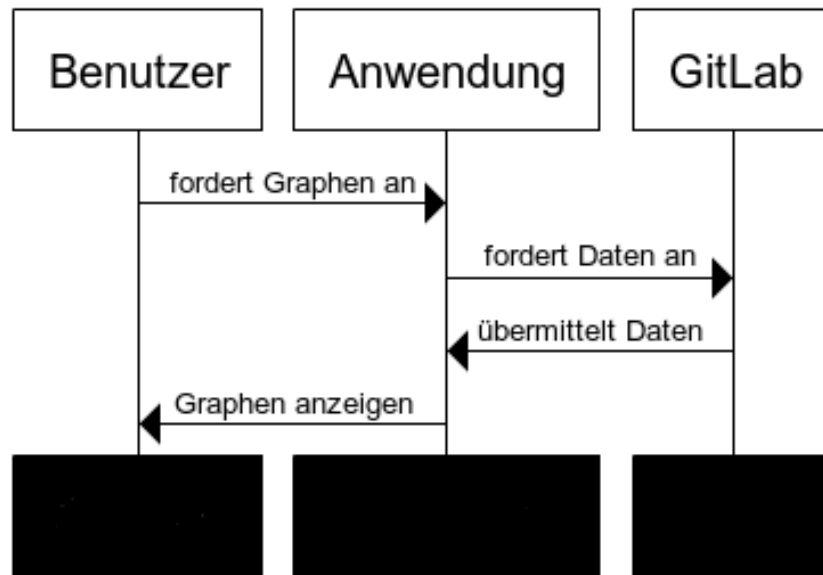 Benutzer
Anwendung
GitLab
fordert Graphen an
fordert Daten an
übermittelt Daten
Graphen anzeigen